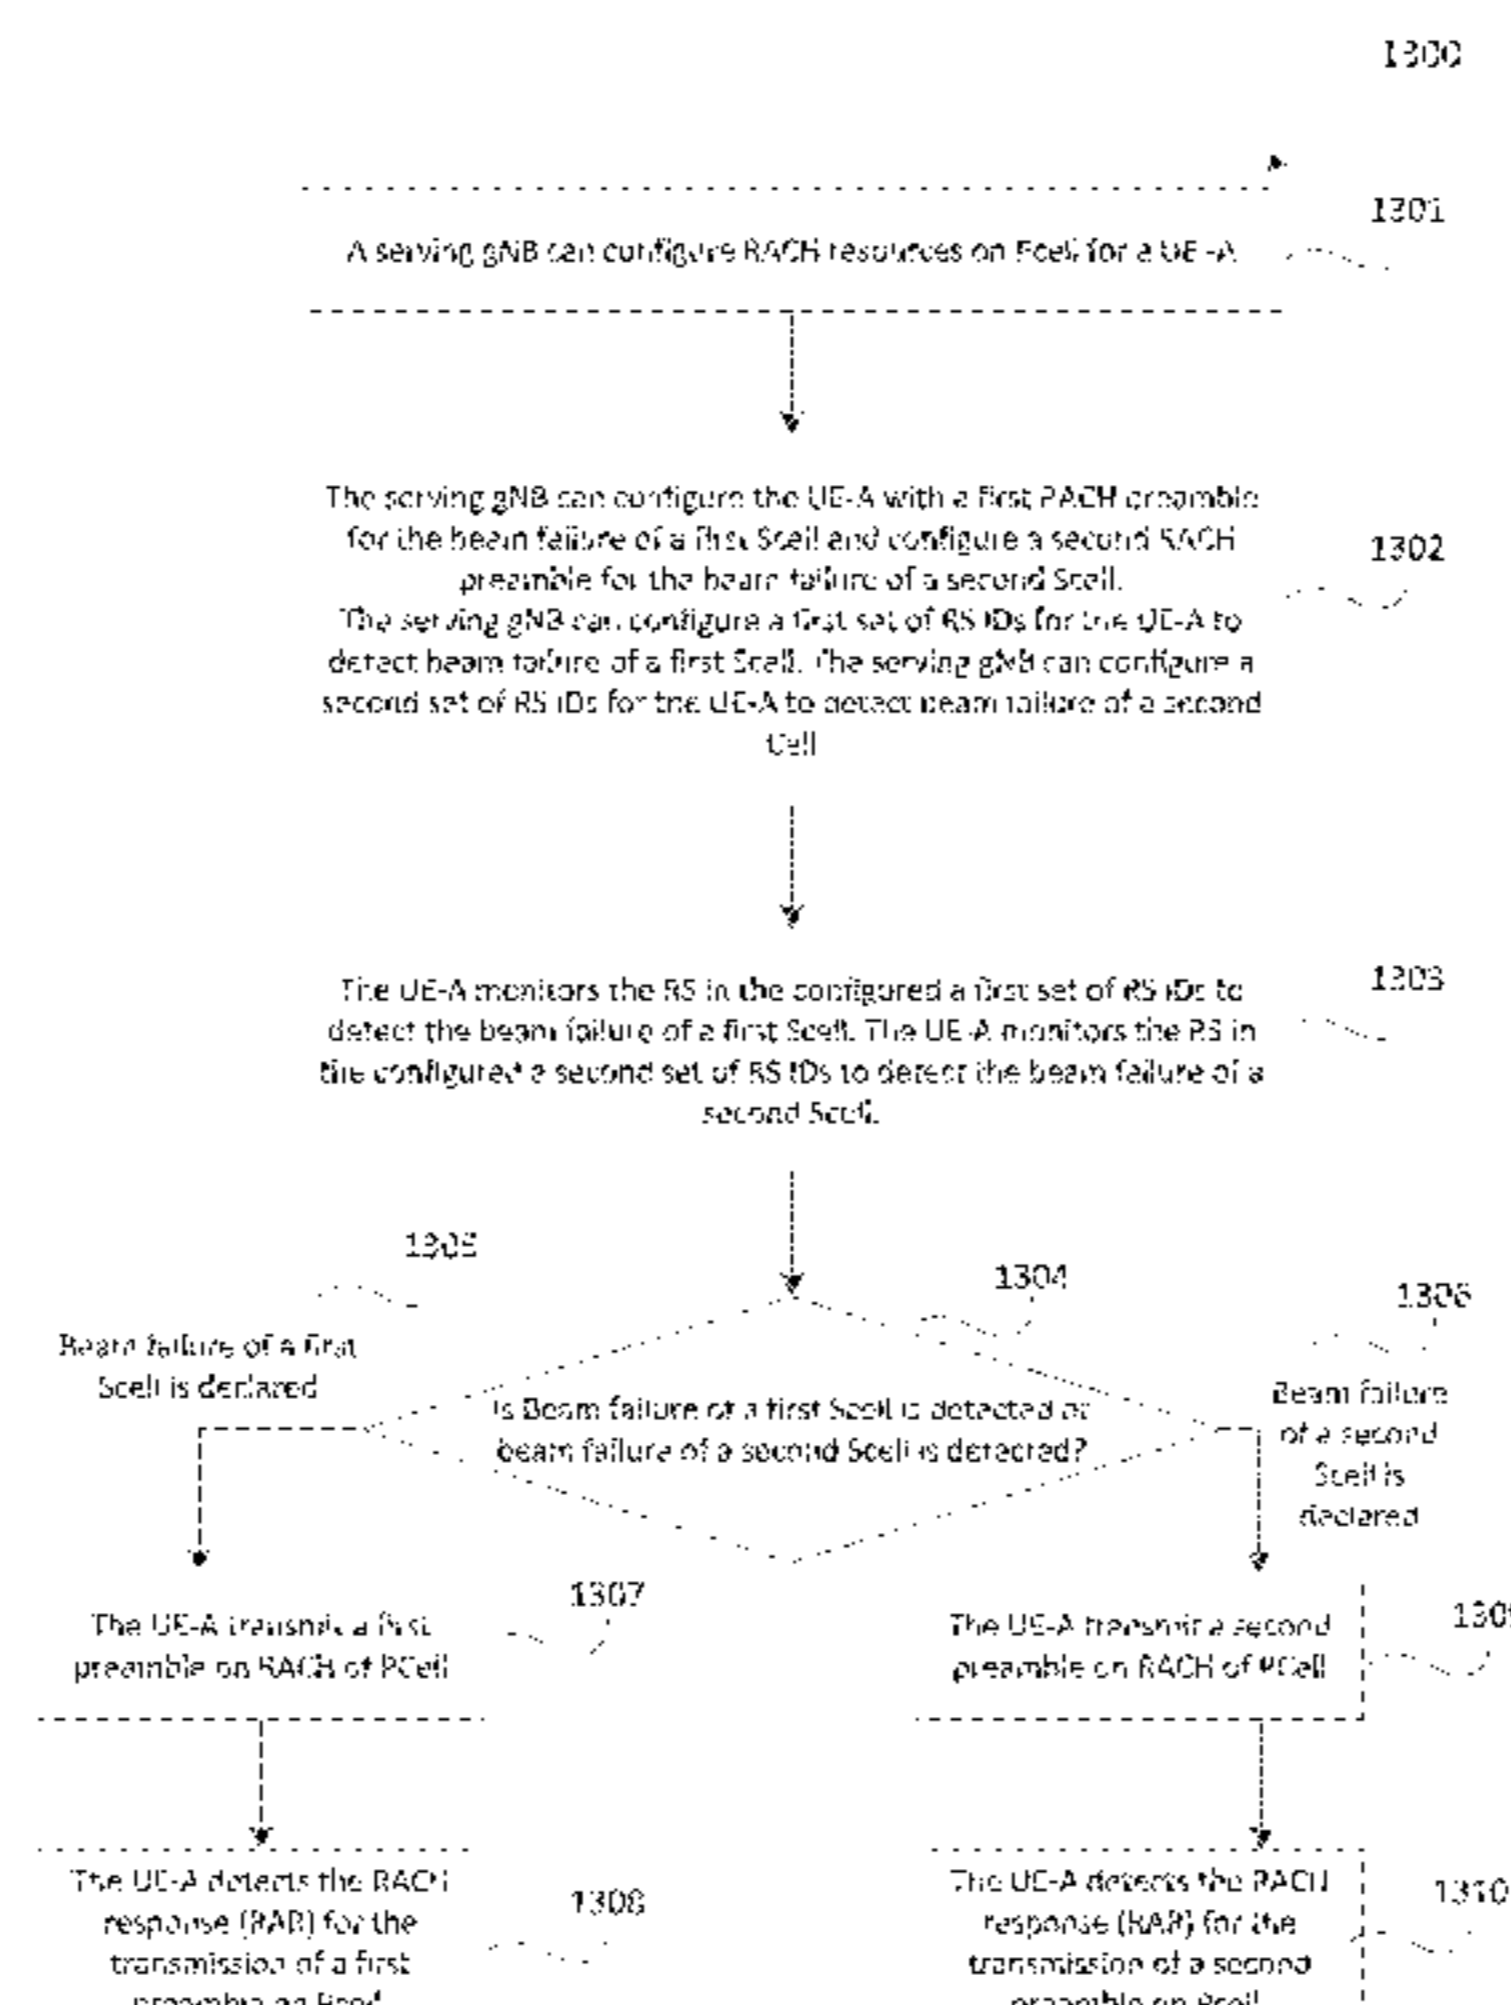 1300
1301
A serving gNB can configure RACH resources on Pcell for a UE-A
The serving gNB can configure the UE-A with a first RACH preamble
for the beam failure of a first Scell and configure a second RACH
preamble for the beam failure of a second Scell.
1302
The serving gNB can configure a first set of RS IDs for the UE-A to
detect beam failure of a first Scell. The serving gNB can configure a
second set of RS IDs for the UE-A to detect beam failure of a second
Cell
1303
The UE-A monitors the RS in the configured a first set of RS IDs to
detect the beam failure of a first Scell. The UE-A monitors the RS in
the configured a second set of RS IDs to detect the beam failure of a
second Scell.
1305
1304
1306
Beam failure of a first
Scell is declared
Is Beam failure of a first Scell is detected or
beam failure of a second Scell is detected?
Beam failure
of a second
Scell is
declared
1307
The UE-A transmit a first
preamble on RACH of PCell
The UE-A transmit a second
preamble on RACH of PCell
The UE-A detects the RACH
response (RAR) for the
transmission of a first
1308
The UE-A detects the RACH
response (RAR) for the
transmission of a second
preamble on Pcell
1310